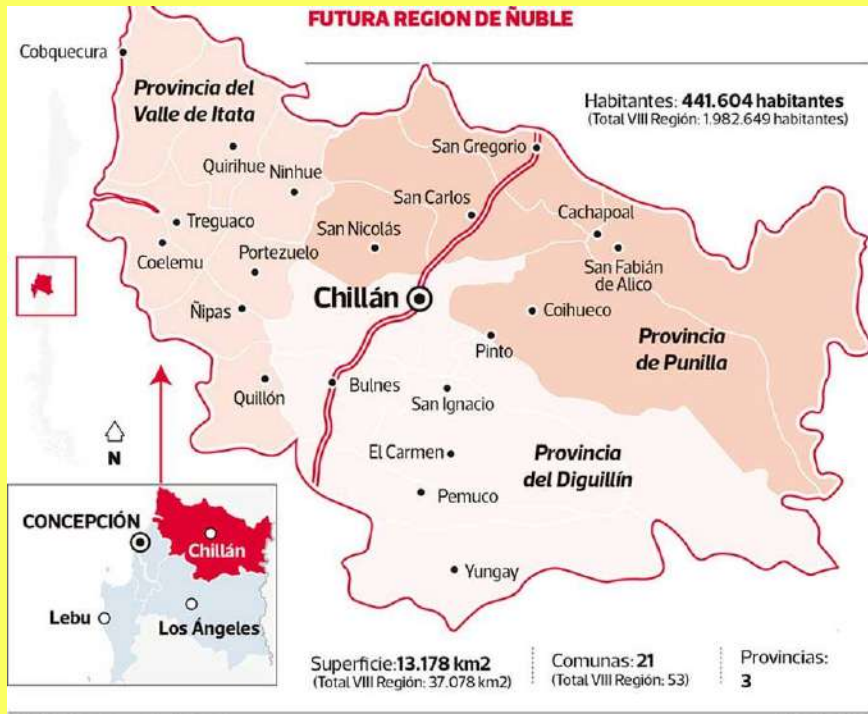 FUTURA REGION DE ÑUBLE
Cobquecura
Provincia del
Valle de Itata
Habitantes: 441.604 habitantes
(Total VIII Región: 1.982.649 habitantes)
San Gregorio
Quirihue
Ninhue
San Carlos
Cachapoal
Treguaco
San Nicolás
San Fabián
de Alico
Coelemu
Portezuelo
Chillán
Coihueco
Ñipas
Provincia
de Punilla
Pinto
Quillón
Bulnes
San Ignacio
N
El Carmen
Provincia
del Diguillín
Pemuco
CONCEPCIÓN
Chillán
Yungay
Lebu
Los Ángeles
Superficie:13.178 km2
(Total VIII Región: 37.078 km2)
Comunas: 21
(Total VIII Región: 53)
Provincias:
3